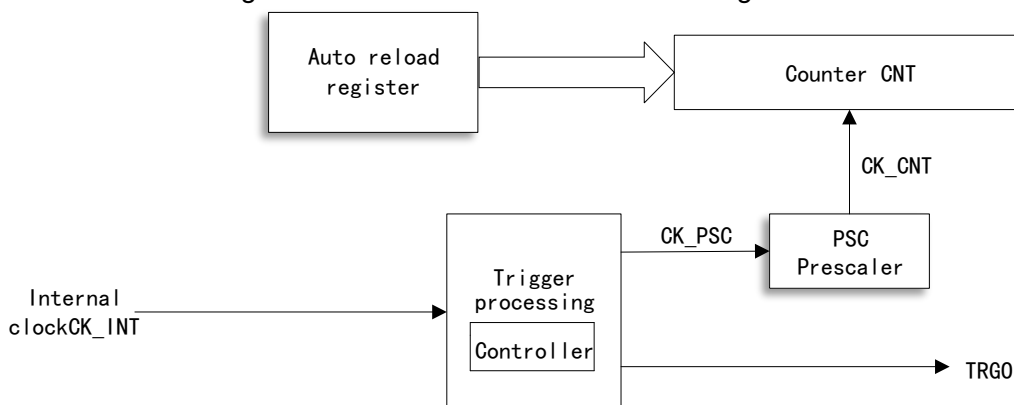 Auto reload
register
Counter CNT
CK_CNT
CK_PSC
PSC
Prescaler
Trigger
processing
Controller
Internal
clockCK_INT
TRGO